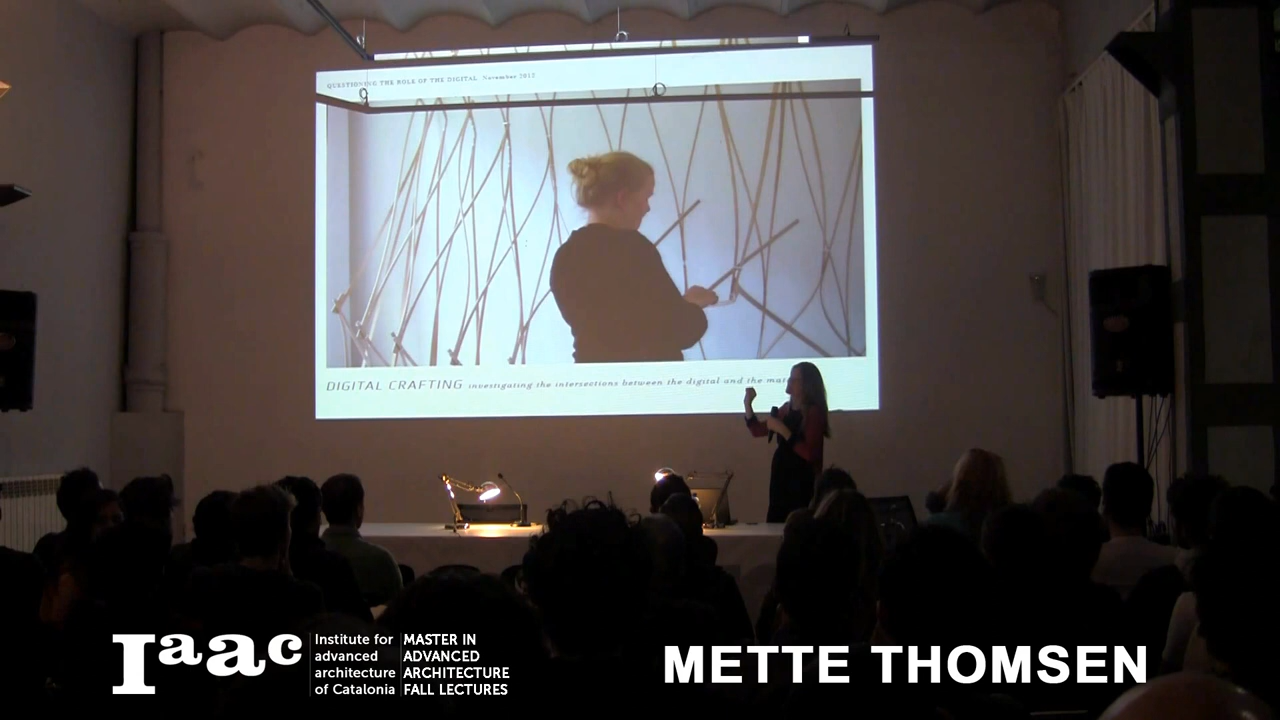 QUESTIONING THE ROLE OF THE DIGITAL November 2012
DIGITAL CRAFTING investigating the intersections between the digital and the
Iaac
Institute for
advanced
architecture
of Catalonia
MASTER IN
ADVANCED
ARCHITECTURE
FALL LECTURES
METTE THOMSEN